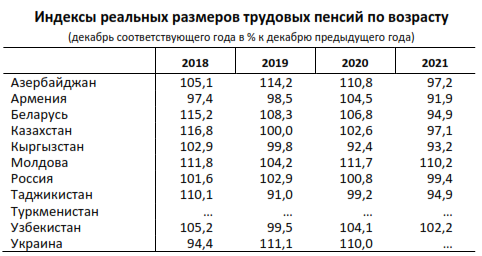 Индексы реальных размеров трудовых пенсий по возрасту
(декабрь соответствующего года в % к декабрю предыдущего года)
2018 2019 2020 2021
Азербайджан 105,1 114,2 110,8 97,2
Армения 97,4 98,5 104,5 91,9
Беларусь 115,2 108,3 106,8 94,9
Казахстан 116,8 100,0 102,6 97,1
Кыргызстан 102,9 99,8 92,4 93,2
Молдова 111,8 104,2 111,7 110,2
Россия 101,6 102,9 100,8 99,4
Таджикистан 110,1 91,0 99,2 94,9
Туркменистан ... ... ... ...
Узбекистан 105,2 99,5 104,1 102,2
Украина 94,4 111,1 110,0 ...